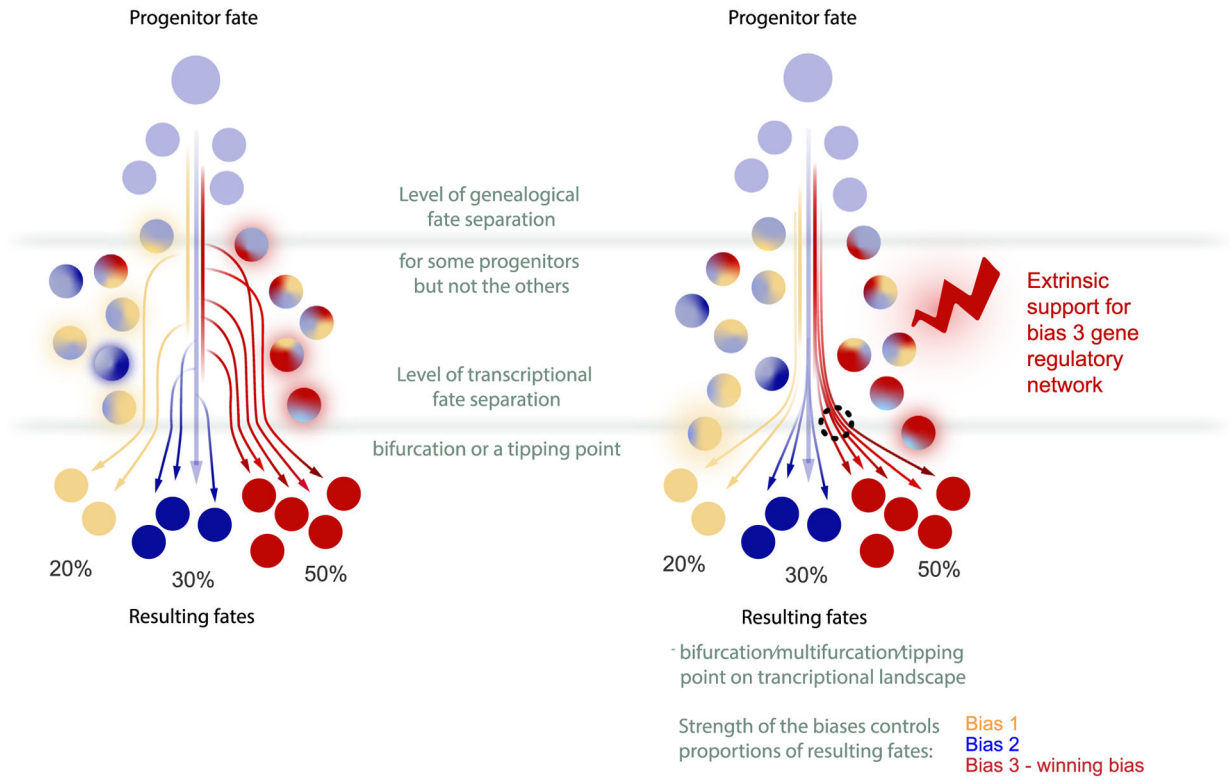 Progenitor fate
Progenitor fate
Level of genealogical
fate separation
for some progenitors
but not the others
Extrinsic
support for
bias 3 gene
regulatory
network
Level of transcriptional
fate separation
bifurcation or a tipping point
20%
30%
50%
20%
30%
50%
Resulting fates
Resulting fates
- bifurcation/multifurcation/tipping
point on trancriptional landscape
Strength of the biases controls
proportions of resulting fates:
Bias 1
Bias 2
Bias 3 - winning bias